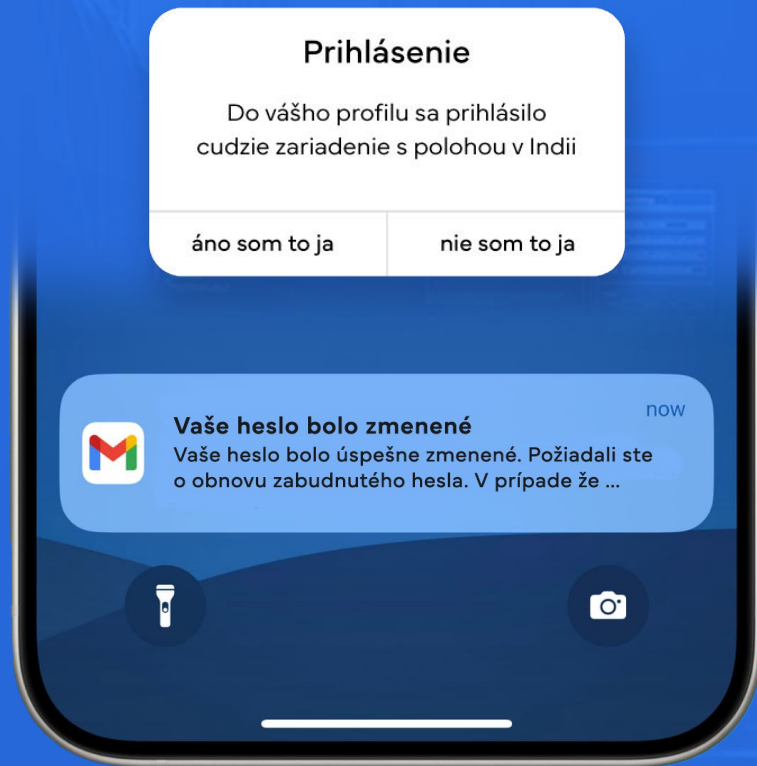 Prihlásenie
Do vášho profilu sa prihlásilo
cudzie zariadenie s polohou v Indii
áno som to ja
nie som to ja
now
Vaše heslo bolo zmenené
Vaše heslo bolo úspešne zmenené. Požiadali ste
o obnovu zabudnutého hesla. V prípade že ...